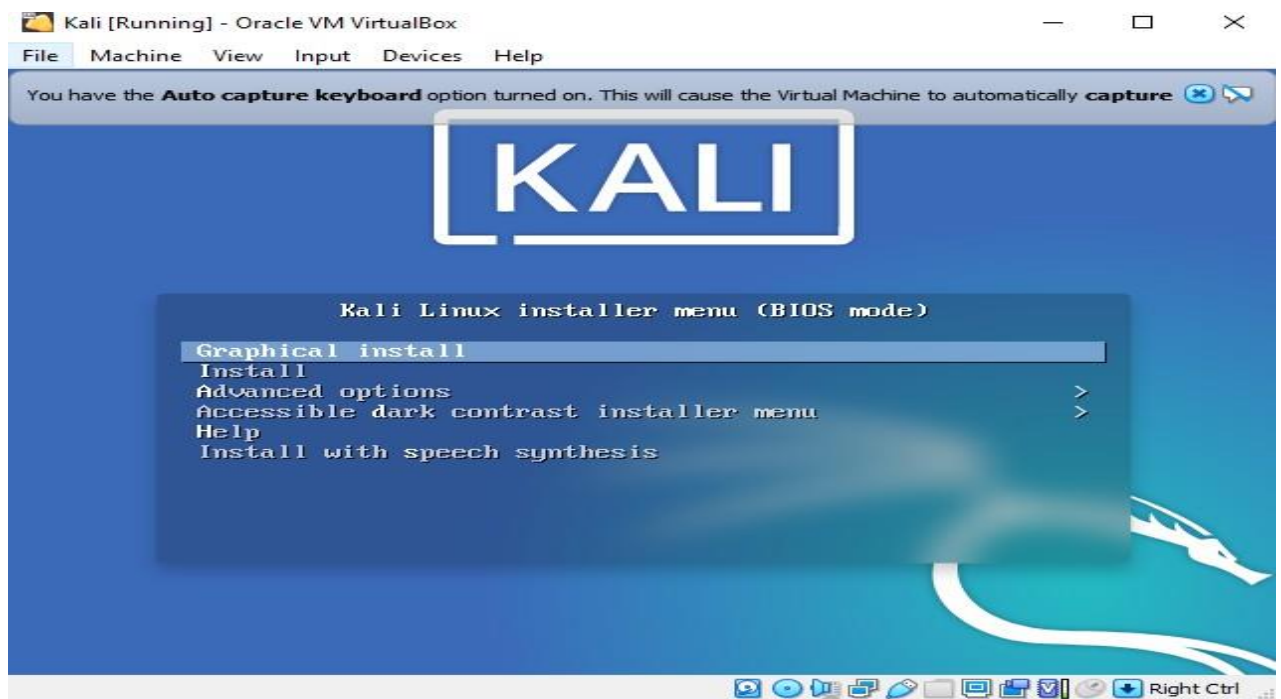 Kali [Running] - Oracle VM VirtualBox
File Machine View Input Devices Help
You have the Auto capture keyboard option turned on. This will cause the Virtual Machine to automatically capture
KALI
Kali Linux installer menu (BIOS mode)
Graphical install
Install
Advanced options >
Accessible dark contrast installer menu >
Help
Install with speech synthesis
Right Ctrl